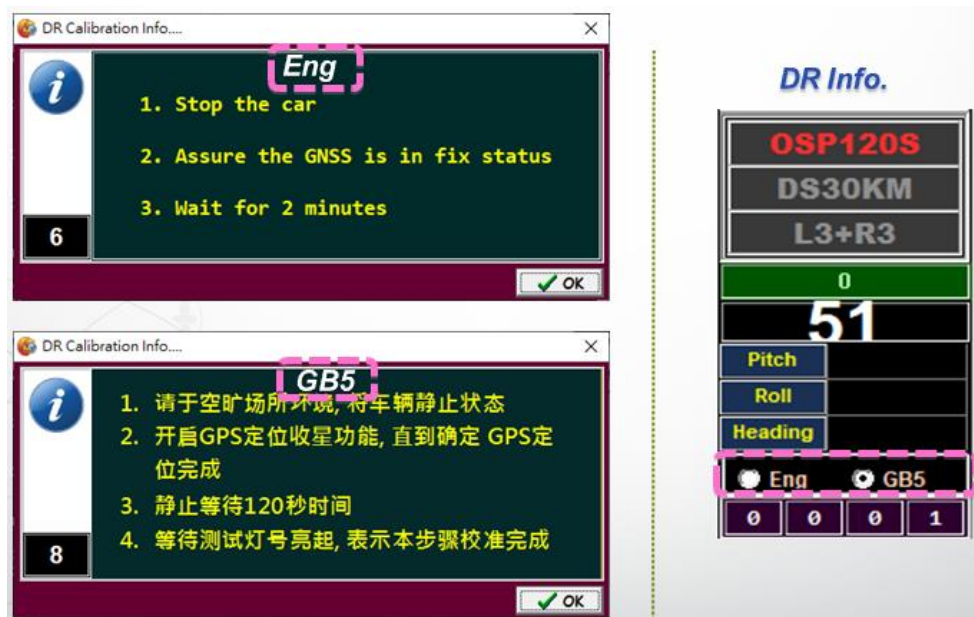 DR Calibration Info....
Eng
1. Stop the car
2. Assure the GNSS is in fix status
3. Wait for 2 minutes
6
OK
DR Calibration Info....
GB5
1. 请于空旷场所环境, 将车辆静止状态
2. 开启GPS定位收星功能, 直到确定 GPS定
位完成
3. 静止等待120秒时间
4. 等待测试灯号亮起, 表示本步骤校准完成
8
OK
DR Info.
OSP120S
DS30KM
L3+R3
0
51
Pitch
Roll
Heading
Eng GB5
0 0 0 1